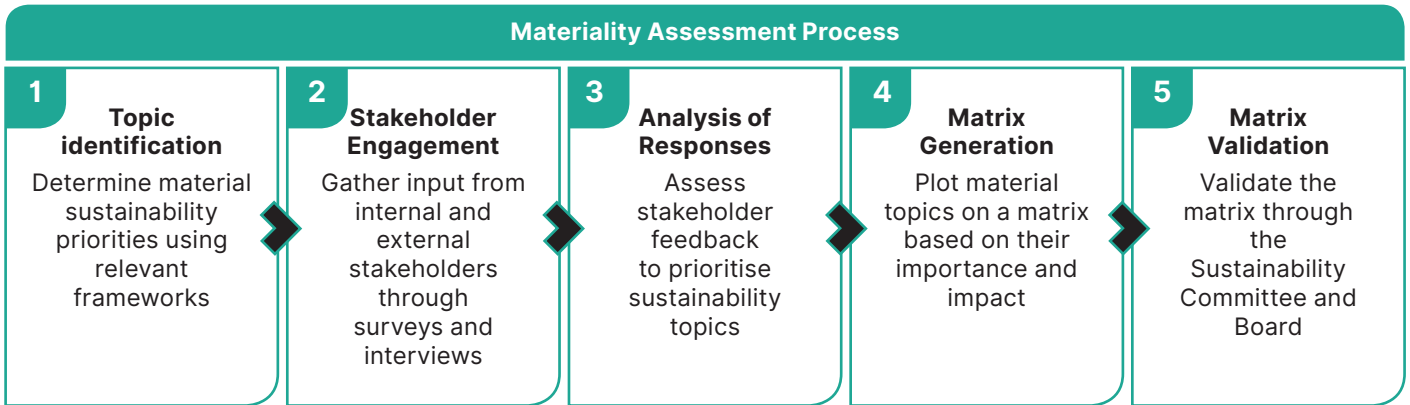 Materiality Assessment Process
1
Topic
identification
Determine material
sustainability
priorities using
relevant
frameworks
2
Stakeholder
Engagement
Gather input from
internal and
external
stakeholders
through
surveys and
interviews
3
Analysis of
Responses
Assess
stakeholder
feedback
to prioritise
sustainability
topics
4
Matrix
Generation
Plot material
topics on a matrix
based on their
importance and
impact
5
Matrix
Validation
Validate the
matrix through
the
Sustainability
Committee and
Board